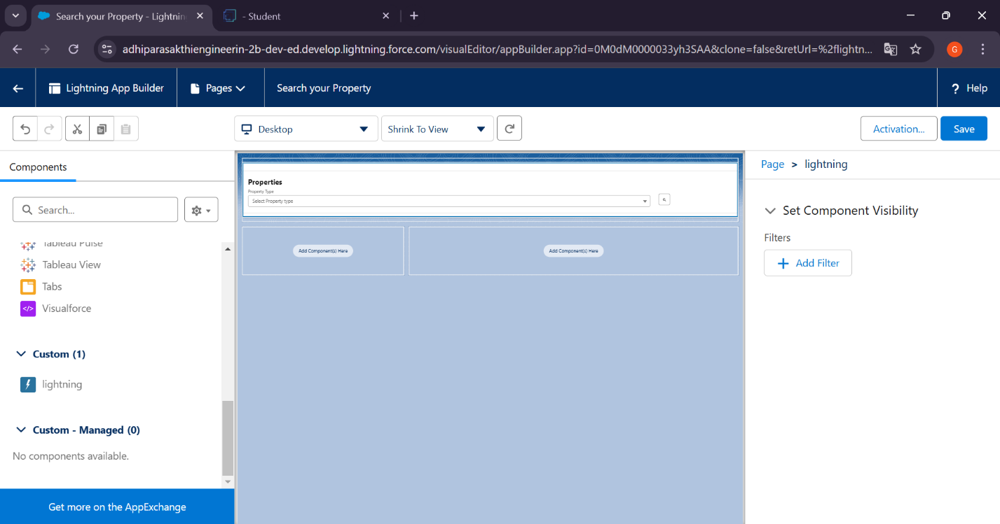 Search your Property - Lightnin
- Student
adhiparasakthiengineerin-2b-dev-ed.develop.lightning.force.com/visualEditor/appBuilder.app?id=0M0dM0000033yh3SAA&clone=false&retUrl=%2flightn...
G
Lightning App Builder
Pages
Search your Property
? Help
Desktop
Shrink To View
Activation...
Save
Components
Search...
Tableau Pulse
Tableau View
Tabs
Visualforce
Custom (1)
lightning
Custom - Managed (0)
No components available.
Get more on the AppExchange
Properties
Property Type
Select Property type
Add Component(s) Here
Add Component(s) Here
Page > lightning
Set Component Visibility
Filters
Add Filter